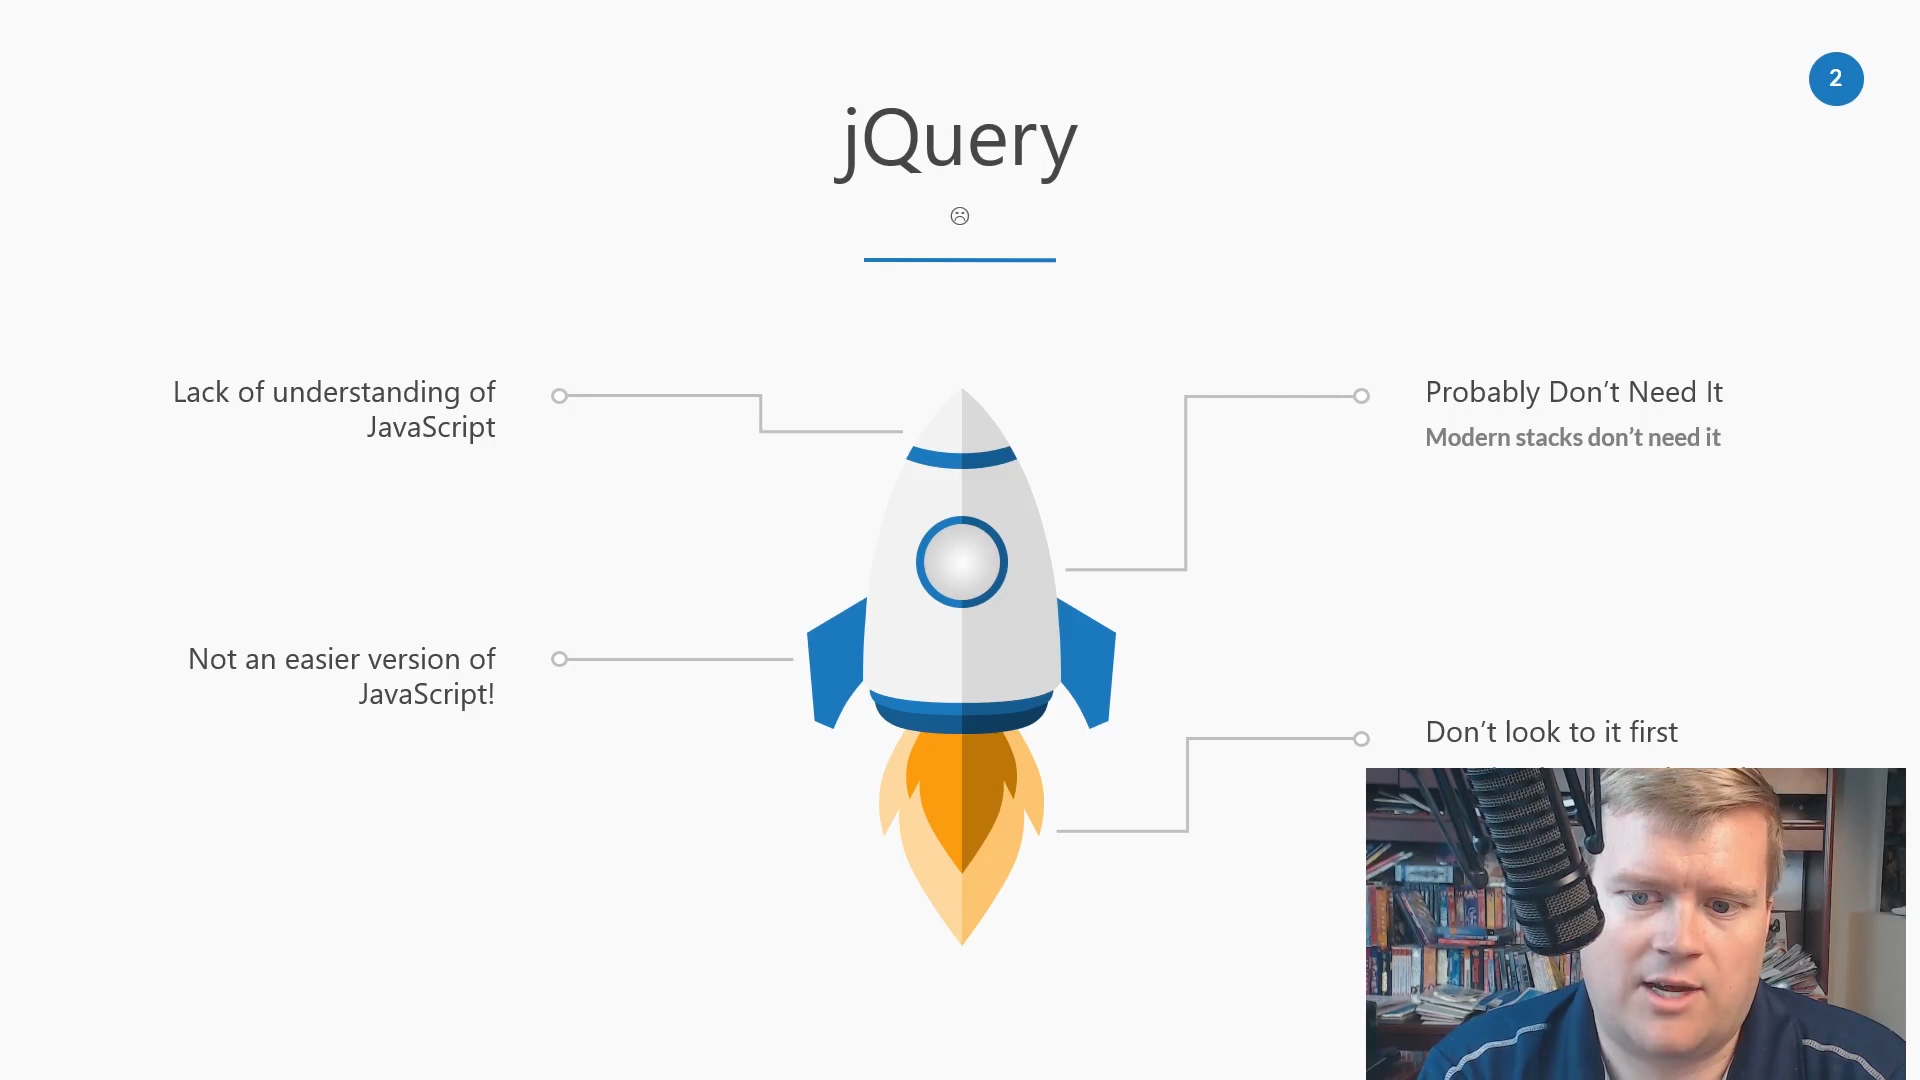 2
jQuery
☹
Lack of understanding of
JavaScript
Probably Don't Need It
Modern stacks don't need it
Not an easier version of
JavaScript!
Don't look to it first